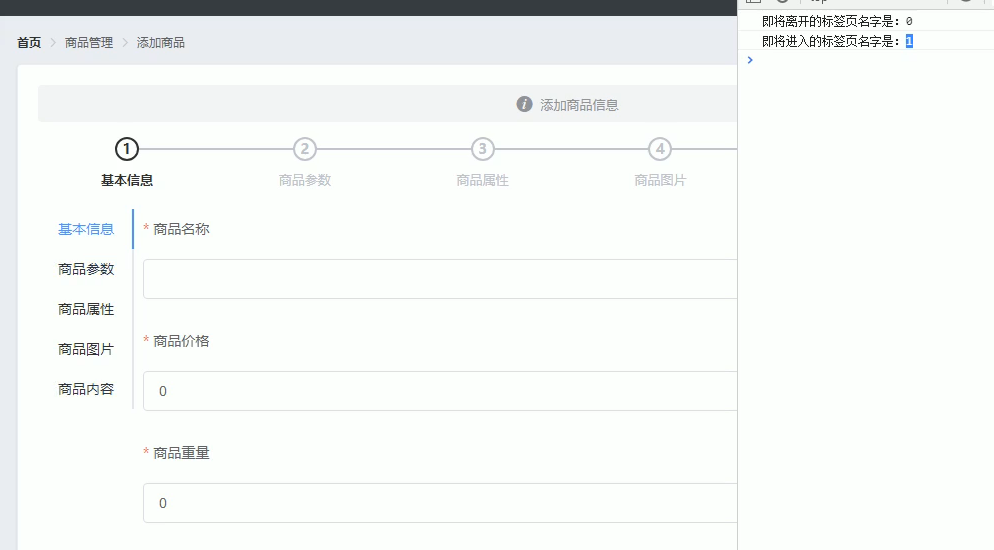 首页 > 商品管理 > 添加商品
i 添加商品信息
1 2 3 4
基本信息 商品参数 商品属性 商品图片
基本信息
商品参数
商品属性
商品图片
商品内容
* 商品名称
* 商品价格
0
* 商品重量
0
即将离开的标签页名字是: 0
即将进入的标签页名字是: 1
>